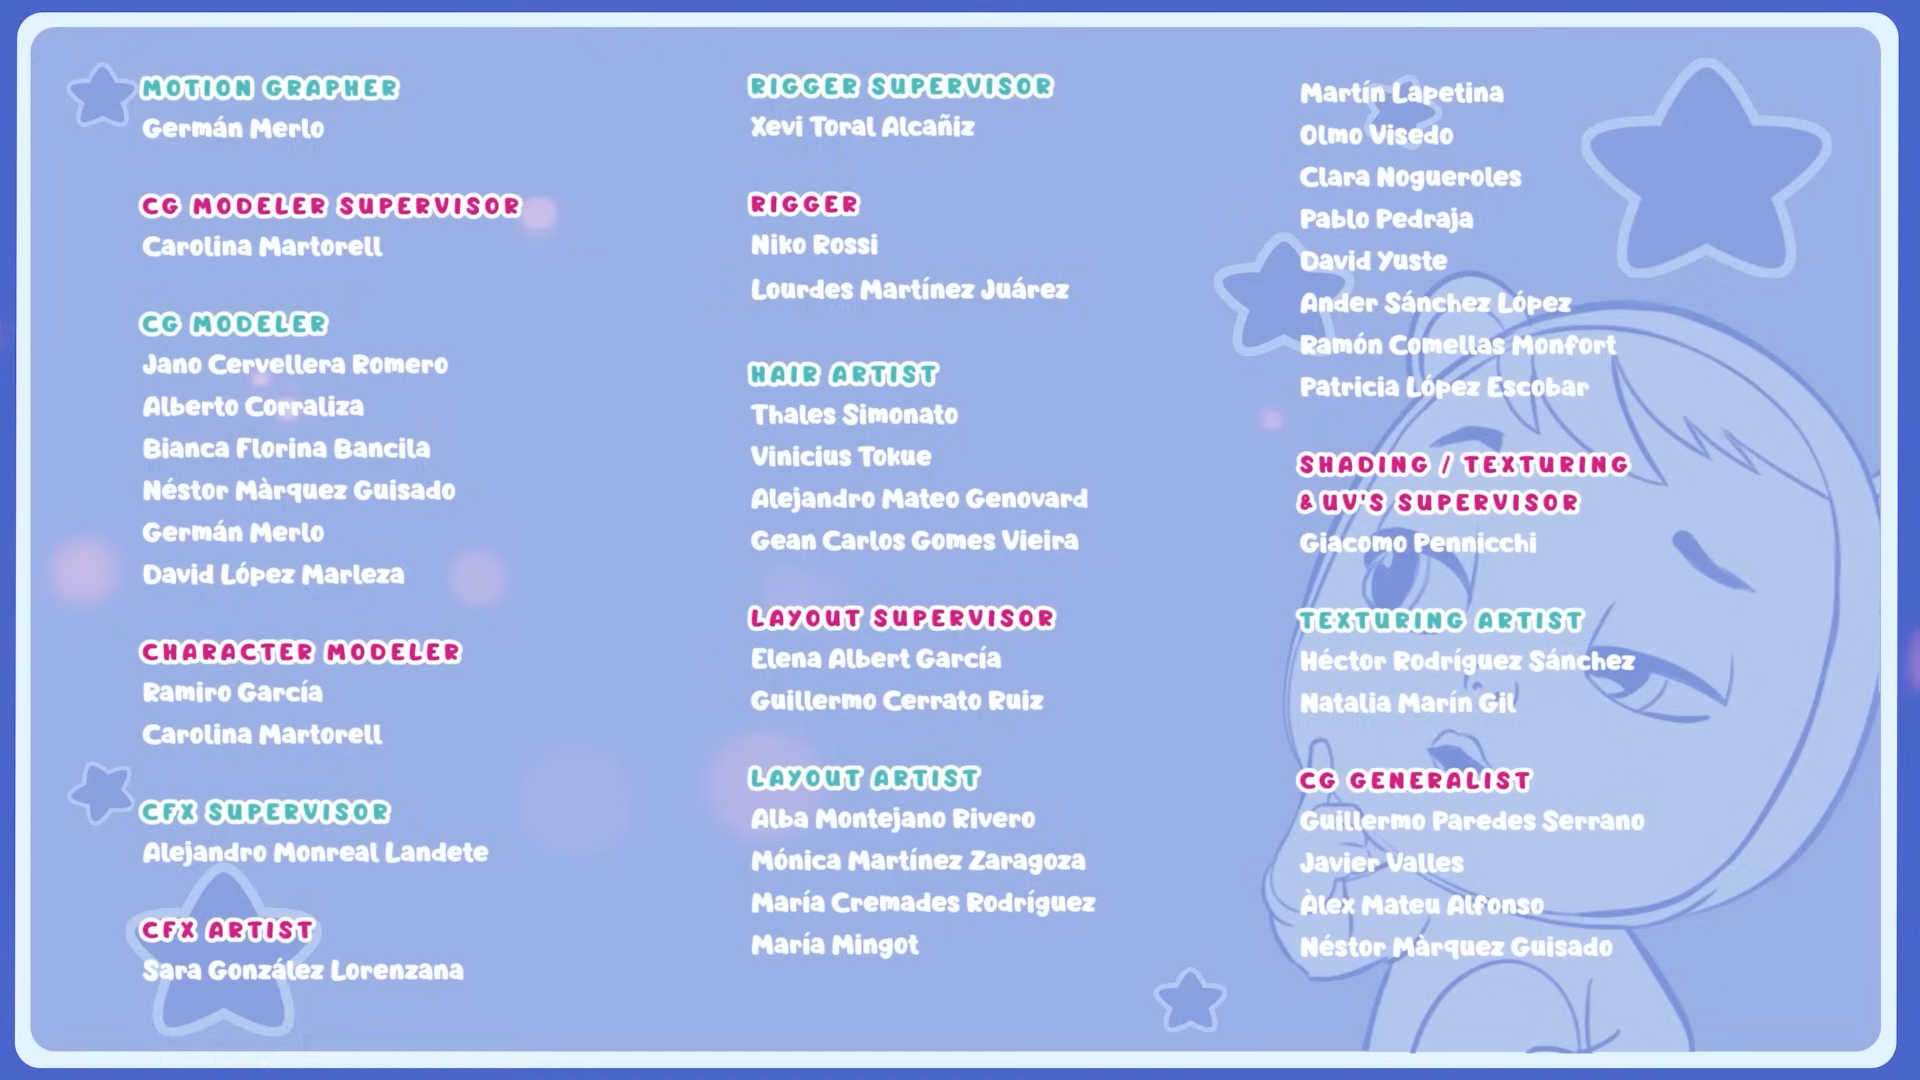 MOTION GRAPHER
Germán Merlo
CG MODELER SUPERVISOR
Carolina Martorell
CG MODELER
Jano Cervellera Romero
Alberto Corraliza
Bianca Florina Bancila
Néstor Màrquez Guisado
Germán Merlo
David López Marleza
CHARACTER MODELER
Ramiro García
Carolina Martorell
CFX SUPERVISOR
Alejandro Monreal Landete
CFX ARTIST
Sara González Lorenzana
RIGGER SUPERVISOR
Xevi Toral Alcañiz
RIGGER
Niko Rossi
Lourdes Martínez Juárez
HAIR ARTIST
Thales Simonato
Vinicius Tokue
Alejandro Mateo Genovard
Gean Carlos Gomes Vieira
LAYOUT SUPERVISOR
Elena Albert García
Guillermo Cerrato Ruiz
LAYOUT ARTIST
Alba Montejano Rivero
Mónica Martínez Zaragoza
María Cremades Rodríguez
María Mingot
Martín Lapetina
Olmo Visedo
Clara Nogueroles
Pablo Pedraja
David Yuste
Ander Sánchez López
Ramón Comellas Monfort
Patricia López Escobar
SHADING / TEXTURING
& UV'S SUPERVISOR
Giacomo Pennicchi
TEXTURING ARTIST
Héctor Rodríguez Sánchez
Natalia Marín Gil
CG GENERALIST
Guillermo Paredes Serrano
Javier Valles
Àlex Mateu Alfonso
Néstor Màrquez Guisado